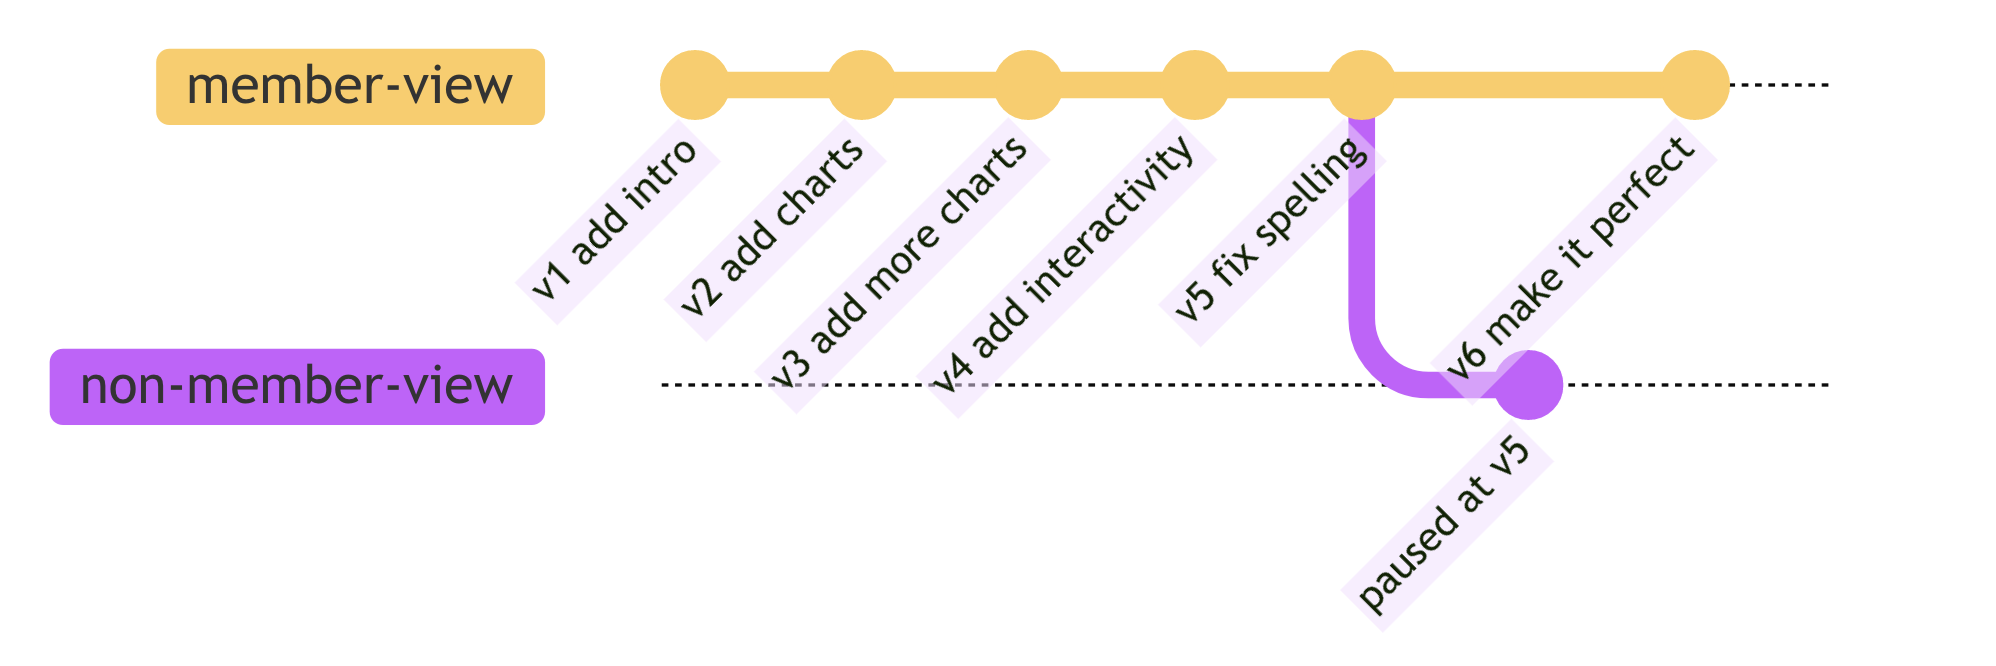 member-view
v1 add intro
v2 add charts
v3 add more charts
v4 add interactivity
v5 fix spelling
v6 make it perfect
non-member-view
paused at v5